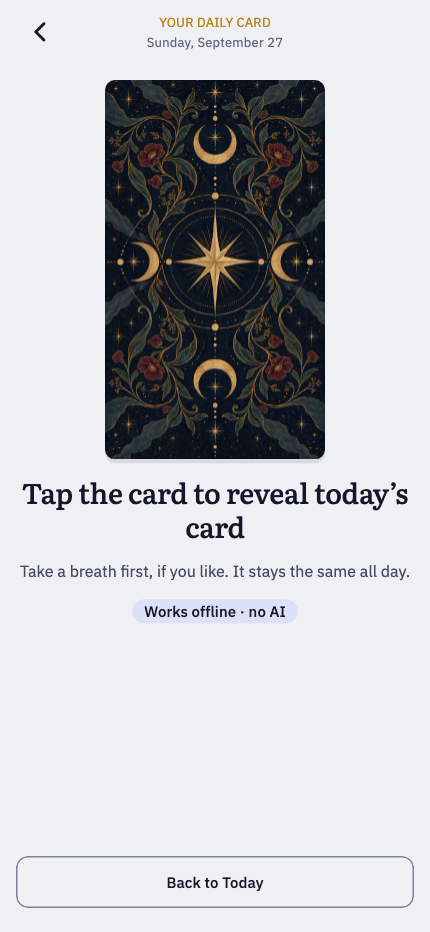 YOUR DAILY CARD
Sunday, September 27
Tap the card to reveal today’s
card
Take a breath first, if you like. It stays the same all day.
Works offline · no AI
Back to Today